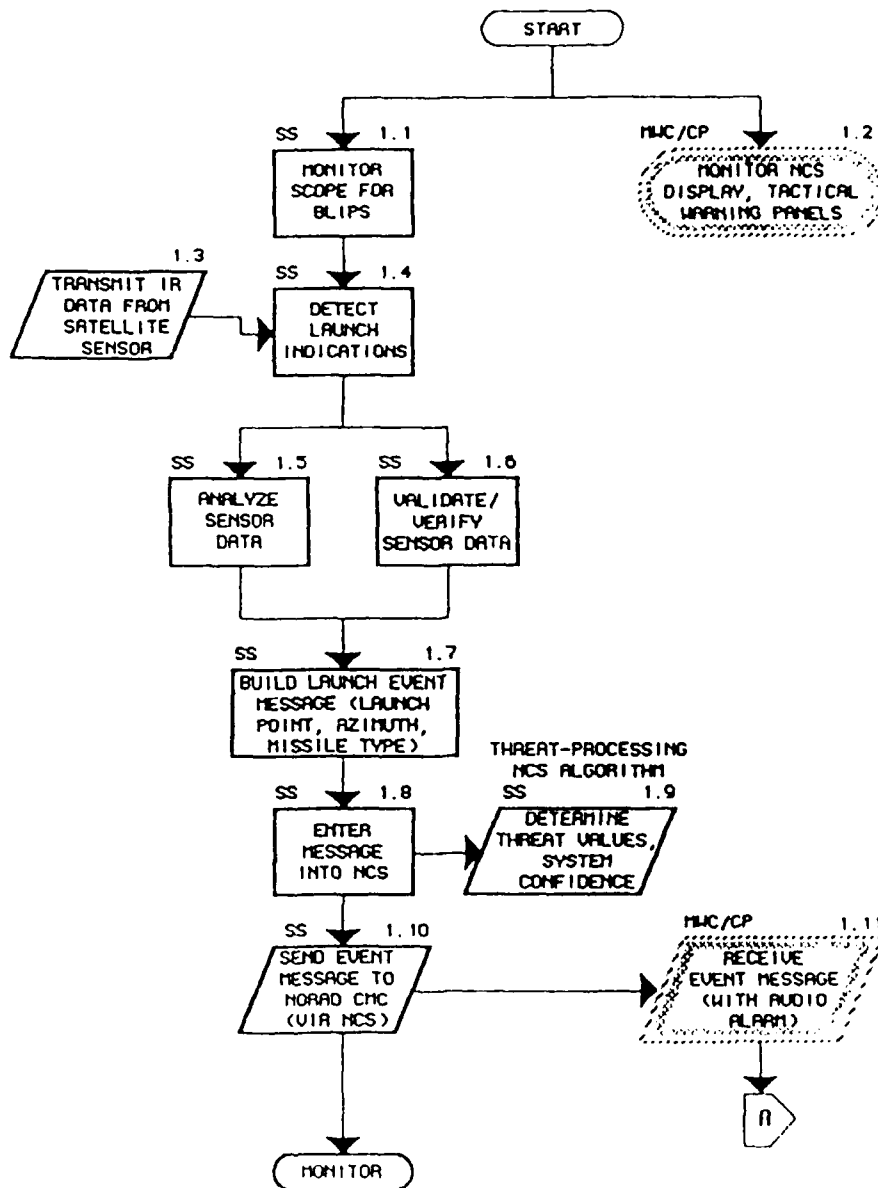 START
SS 1.1
MONITOR
SCOPE FOR
BLIPS
MWC/CP 1.2
MONITOR NCS
DISPLAY, TACTICAL
WARNING PANELS
1.3
TRANSMIT IR
DATA FROM
SATELLITE
SENSOR
SS 1.4
DETECT
LAUNCH
INDICATIONS
SS 1.5
ANALYZE
SENSOR
DATA
SS 1.6
VALIDATE/
VERIFY
SENSOR DATA
SS 1.7
BUILD LAUNCH EVENT
MESSAGE (LAUNCH
POINT, AZIMUTH,
MISSILE TYPE)
SS 1.8
ENTER
MESSAGE
INTO NCS
THREAT-PROCESSING
NCS ALGORITHM
SS 1.9
DETERMINE
THREAT VALUES,
SYSTEM
CONFIDENCE
SS 1.10
SEND EVENT
MESSAGE TO
NORAD CMC
(VIA NCS)
MWC/CP 1.11
RECEIVE
EVENT MESSAGE
(WITH AUDIO
ALARM)
A
MONITOR